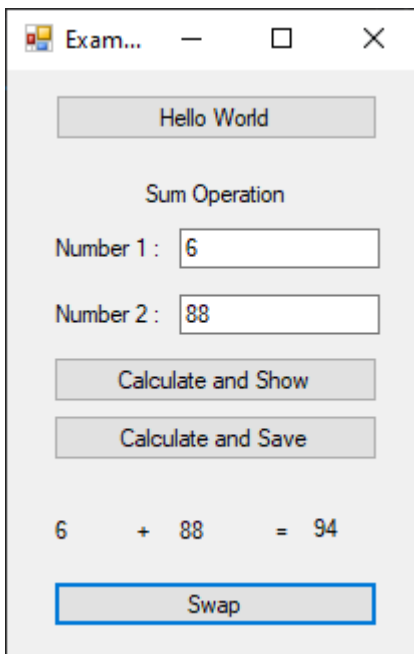 Exam...
Hello World
Sum Operation
Number 1 : 6
Number 2 : 88
Calculate and Show
Calculate and Save
6 + 88 = 94
Swap